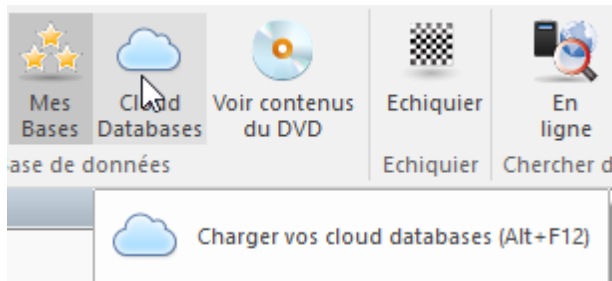 Mes Bases
Cloud Databases
Voir contenus du DVD
Echiquier
En ligne
ase de données
Echiquier
Chercher d
Charger vos cloud databases (Alt+F12)